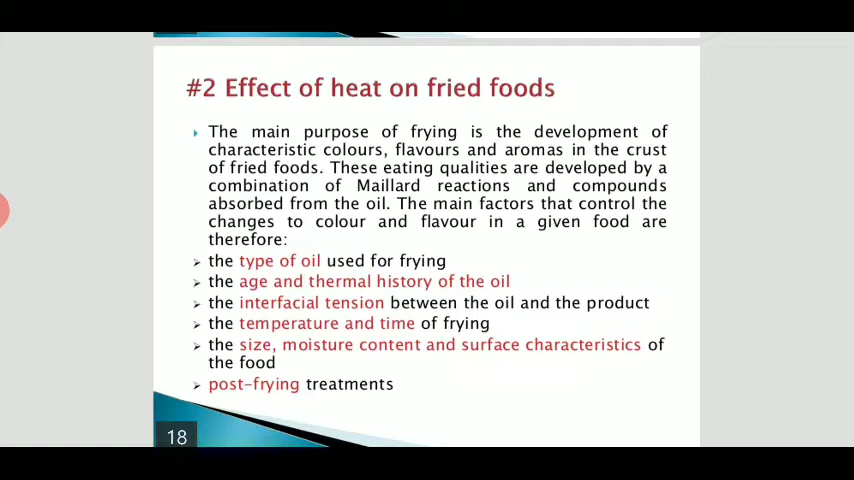 #2 Effect of heat on fried foods
The main purpose of frying is the development of
characteristic colours, flavours and aromas in the crust
of fried foods. These eating qualities are developed by a
combination of Maillard reactions and compounds
absorbed from the oil. The main factors that control the
changes to colour and flavour in a given food are
therefore:
the type of oil used for frying
the age and thermal history of the oil
the interfacial tension between the oil and the product
the temperature and time of frying
the size, moisture content and surface characteristics of
the food
post-frying treatments
18